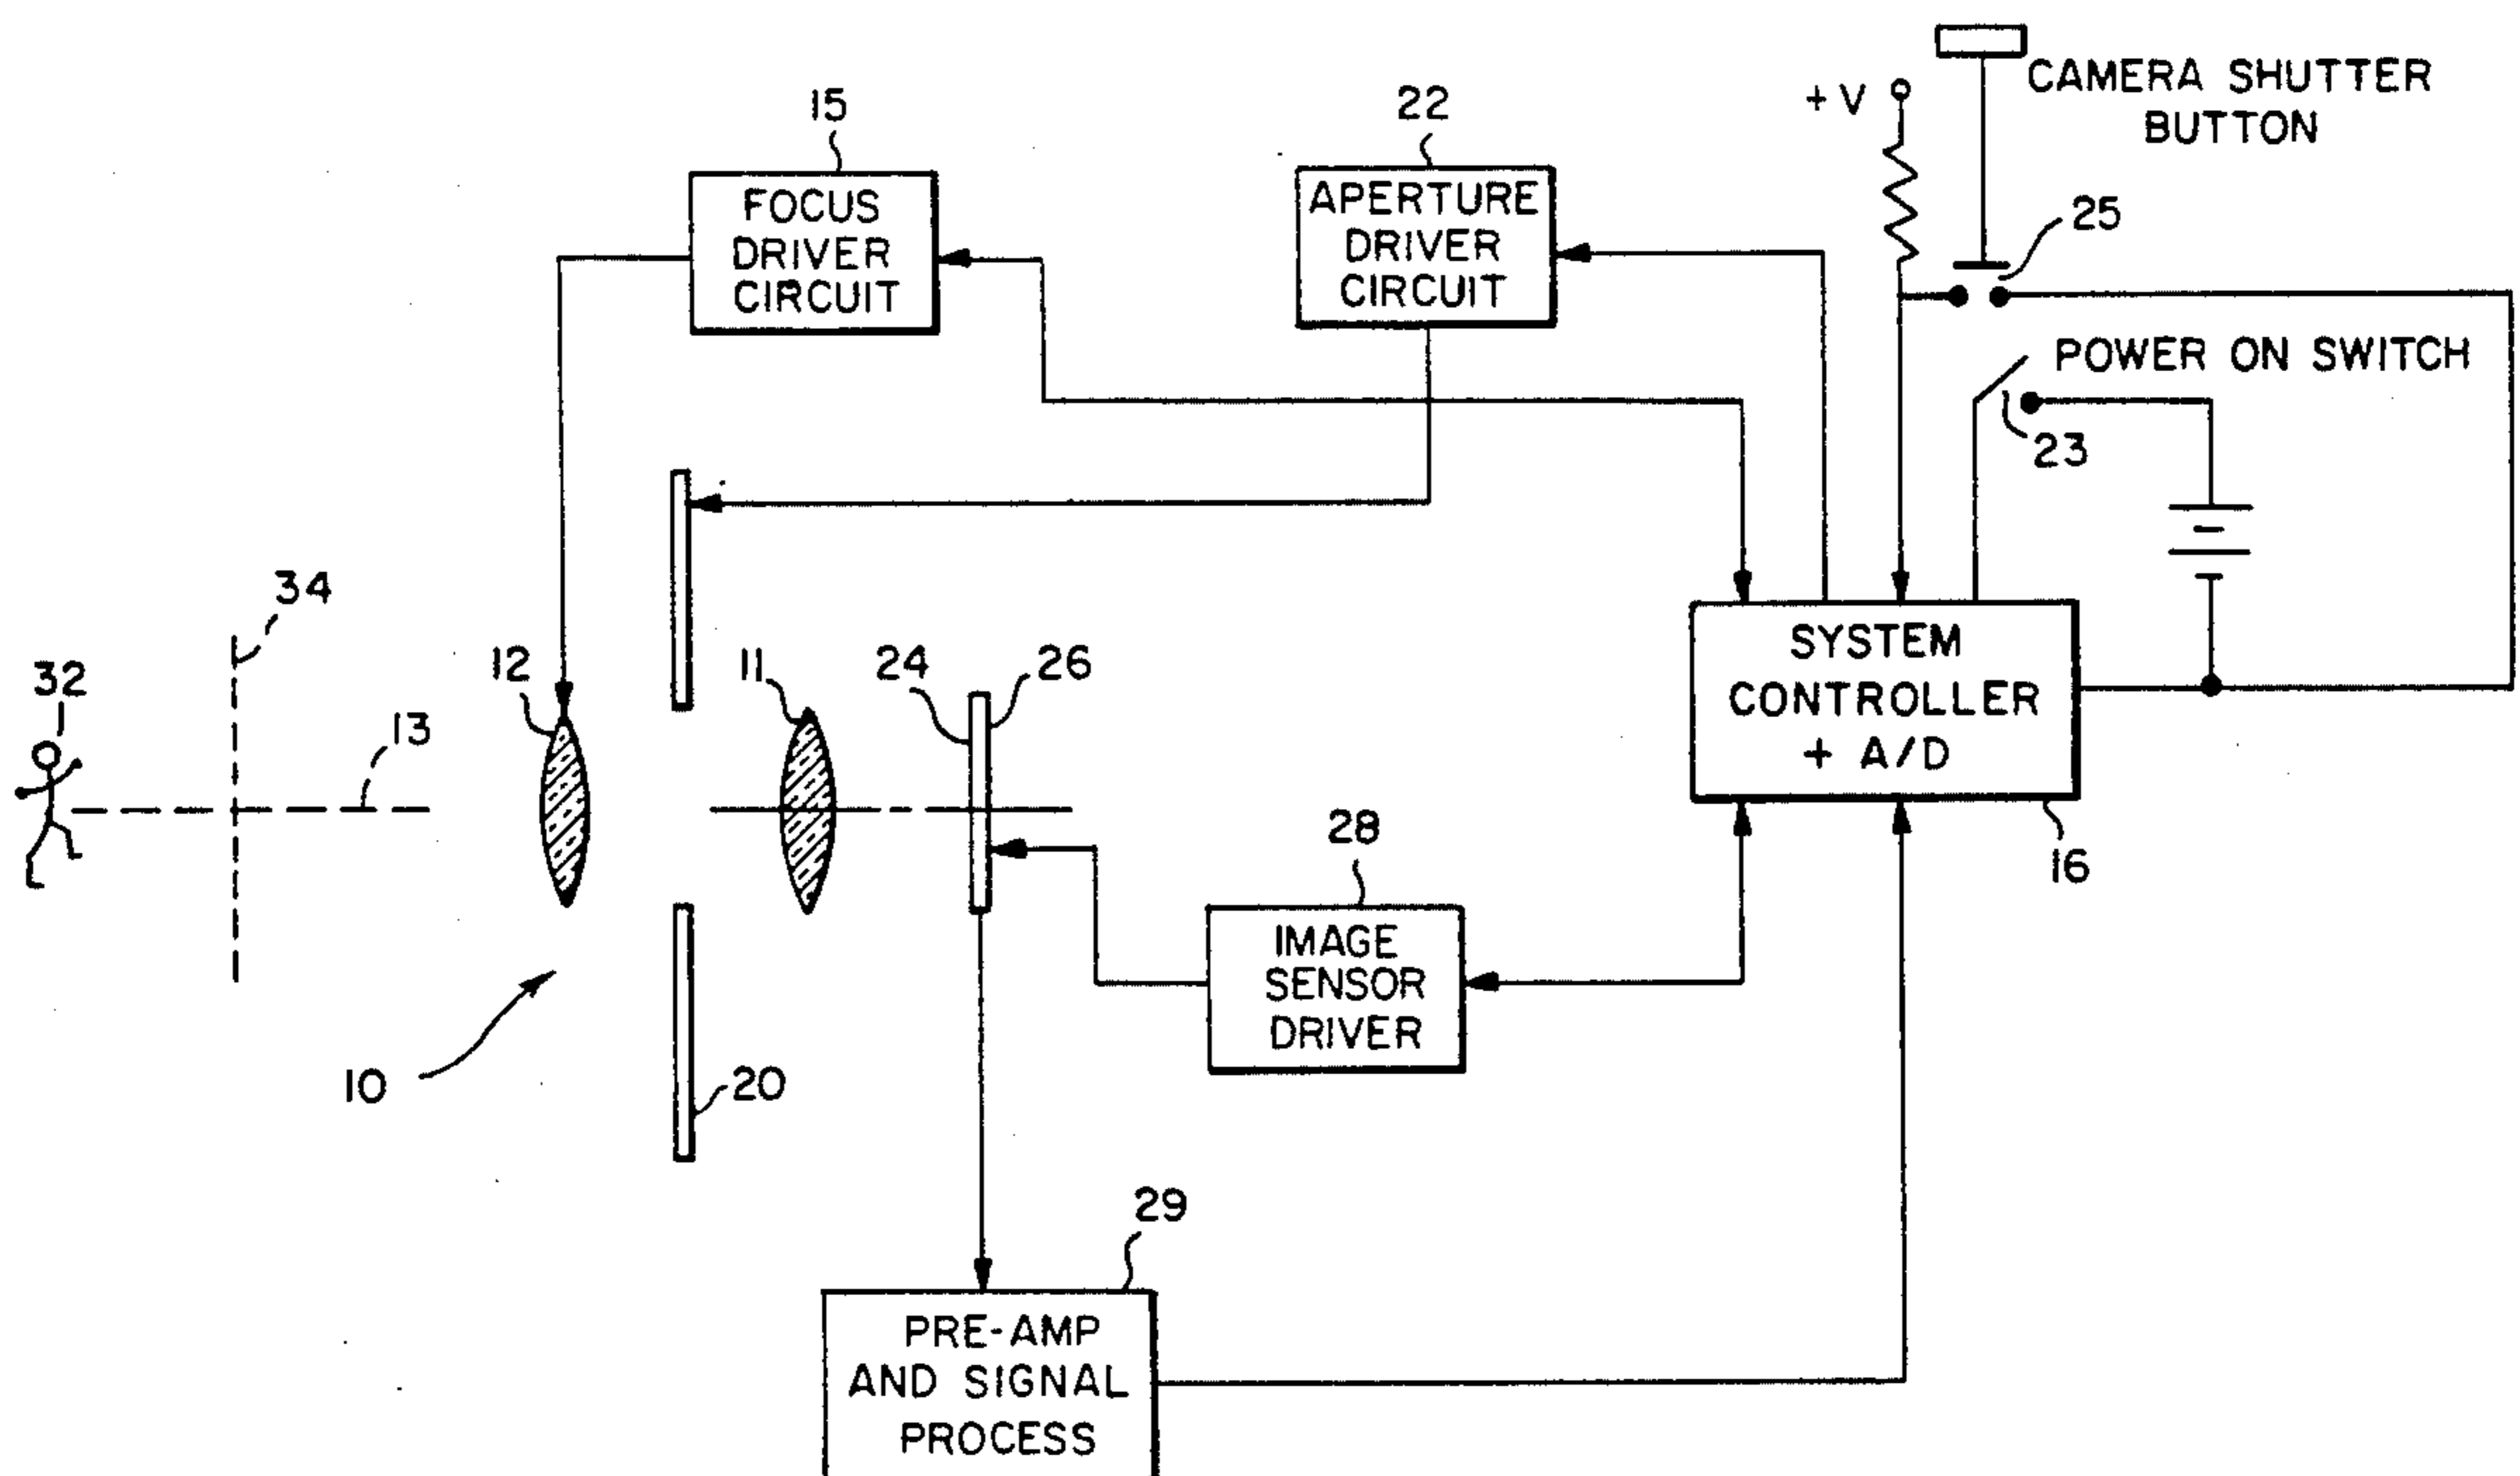 CAMERA SHUTTER
BUTTON
+ V
15
22
FOCUS
DRIVER
CIRCUIT
APERTURE
DRIVER
CIRCUIT
25
POWER ON SWITCH
23
34
32
13
12
11
24
26
SYSTEM
CONTROLLER
+ A/D
16
28
IMAGE
SENSOR
DRIVER
10
20
29
PRE-AMP
AND SIGNAL
PROCESS